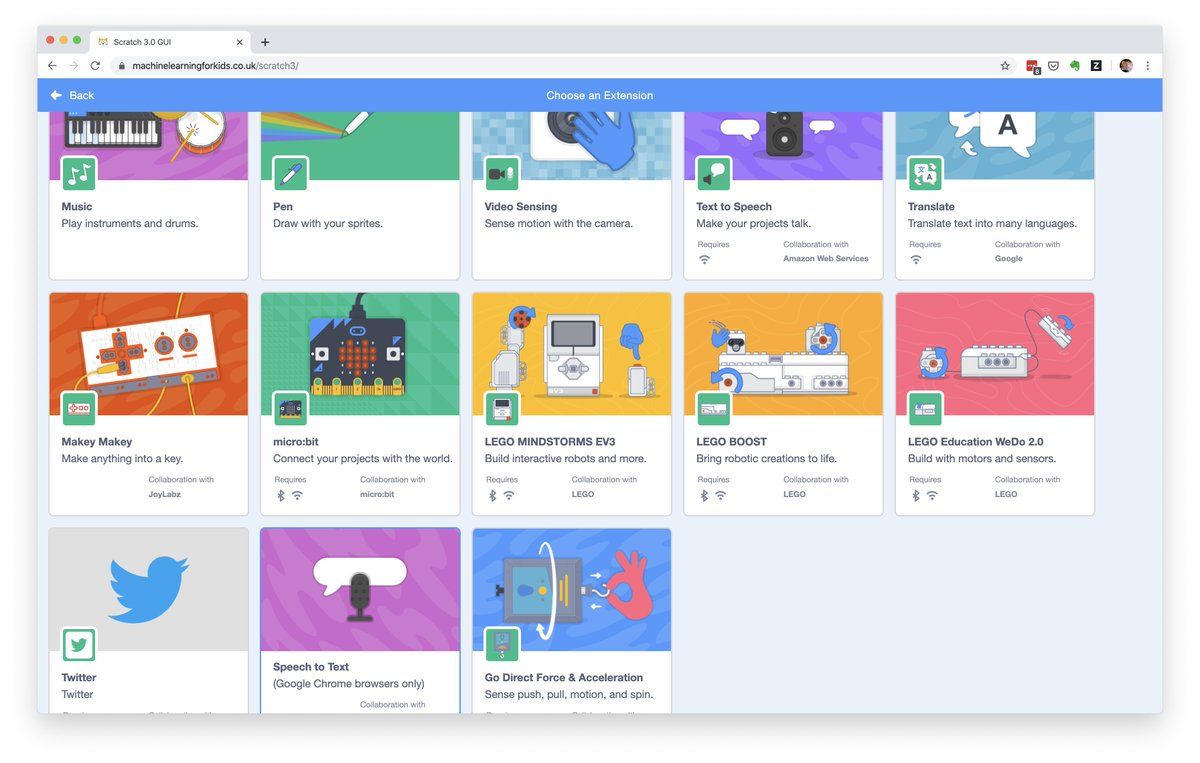 Scratch 3.0 GUI
machinelearningforkids.co.uk/scratch3/
8
Z
Back
Choose an Extension
A
Music
Play instruments and drums.
Pen
Draw with your sprites.
Video Sensing
Sense motion with the camera.
Text to Speech
Make your projects talk.
Requires
Collaboration with
Amazon Web Services
文 A
Translate
Translate text into many languages.
Requires
Collaboration with
Google
Makey Makey
Make anything into a key.
Collaboration with
JoyLabz
micro:bit
Connect your projects with the world.
Requires
Collaboration with
micro:bit
LEGO MINDSTORMS EV3
Build interactive robots and more.
Requires
Collaboration with
LEGO
LEGO BOOST
Bring robotic creations to life.
Requires
Collaboration with
LEGO
LEGO Education WeDo 2.0
Build with motors and sensors.
Requires
Collaboration with
LEGO
Twitter
Twitter
Speech to Text
(Google Chrome browsers only)
Collaboration with
Go Direct Force & Acceleration
Sense push, pull, motion, and spin.